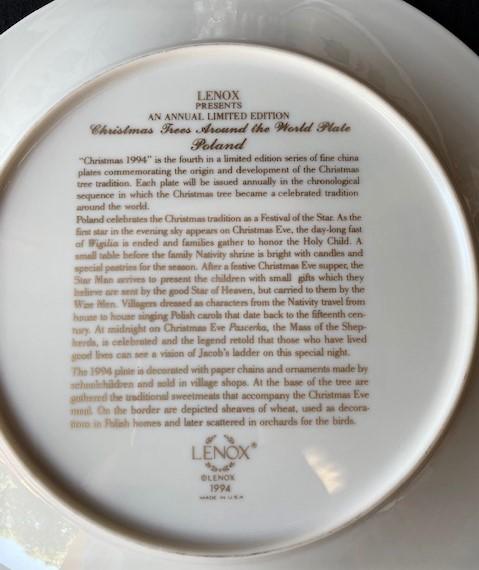 LENOX
PRESENTS
AN ANNUAL LIMITED EDITION
Christmas Trees Around the World Plate
Poland
"Christmas 1994" is the fourth in a limited edition series of fine china
plates commemorating the origin and development of the Christmas
tree tradition. Each plate will be issued annually in the chronological
sequence in which the Christmas tree became a celebrated tradition
around the world.
Poland celebrates the Christmas tradition as a Festival of the Star. As the
first star in the evening sky appears on Christmas Eve, the day-long fast
of Wigilia is ended and families gather to honor the Holy Child. A
small table before the family Nativity shrine is bright with candles and
special pastries for the season. After a festive Christmas Eve supper, the
Star Man arrives to present the children with small gifts which they
believe are sent by the good Star of Heaven, but carried to them by the
Wise Men. Villagers dressed as characters from the Nativity travel from
house to house singing Polish carols that date back to the fifteenth cen-
tury. At midnight on Christmas Eve Pascerka, the Mass of the Shep-
herds, is celebrated and the legend retold that those who have lived
good lives can see a vision of Jacob's ladder on this special night.
The 1994 plate is decorated with paper chains and ornaments made by
schoolchildren and sold in village shops. At the base of the tree are
gathered the traditional sweetmeats that accompany the Christmas Eve
meal. On the border are depicted sheaves of wheat, used as decora-
tions in Polish homes and later scattered in orchards for the birds.
LENOX®
©LENOX
1994
MADE IN U.S.A.